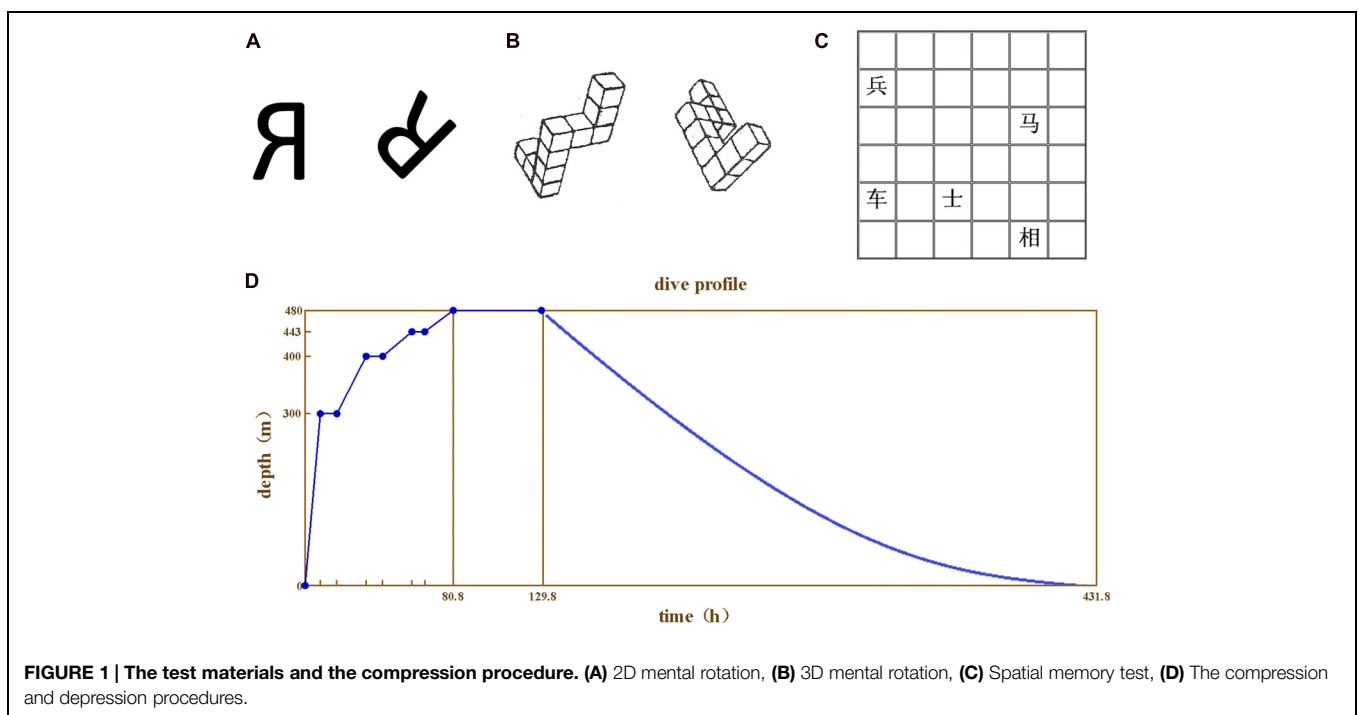 A
B
C
Я
R
兵
马
车
士
相
D
dive profile
480
443
400
300
0
depth（m）
80.8
129.8
431.8
time（h）
FIGURE 1 | The test materials and the compression procedure. (A) 2D mental rotation, (B) 3D mental rotation, (C) Spatial memory test, (D) The compression
and depression procedures.